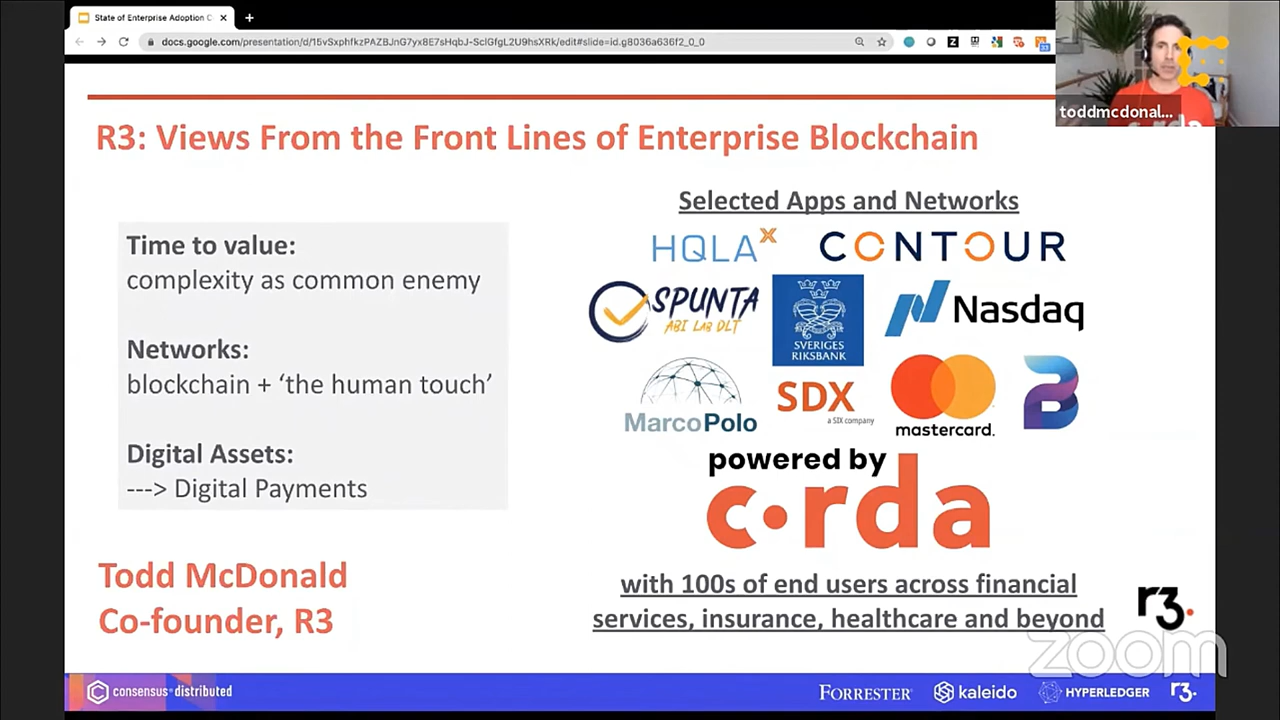 State of Enterprise Adoption C
docs.google.com/presentation/d/15vSxphfkzPAZBJnG7yx8E7sHqbJ-SclGfgL2U9hsXRk/edit#slide=id.g8036a636f2_0_0
toddmcdonal...
R3: Views From the Front Lines of Enterprise Blockchain
Time to value:
complexity as common enemy
Networks:
blockchain + ‘the human touch’
Digital Assets:
---> Digital Payments
Todd McDonald
Co-founder, R3
Selected Apps and Networks
HQLAX
CONTOUR
SPUNTA
ABI LAB DLT
SVERIGES
RIKSBANK
Nasdaq
MarcoPolo
SDX
a SIX company
mastercard.
powered by
c•rda
with 100s of end users across financial
services, insurance, healthcare and beyond
r3.
zoom
consensus distributed
FORRESTER
kaleido
HYPERLEDGER
r3.